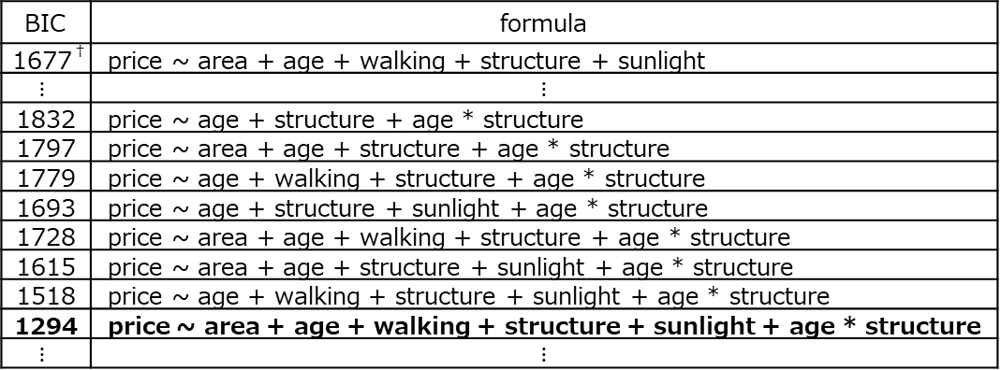 BIC formula
1677† price ~ area + age + walking + structure + sunlight
⋮ ⋮
1832 price ~ age + structure + age * structure
1797 price ~ area + age + structure + age * structure
1779 price ~ age + walking + structure + age * structure
1693 price ~ age + structure + sunlight + age * structure
1728 price ~ area + age + walking + structure + age * structure
1615 price ~ area + age + structure + sunlight + age * structure
1518 price ~ age + walking + structure + sunlight + age * structure
1294 price ~ area + age + walking + structure + sunlight + age * structure
⋮ ⋮